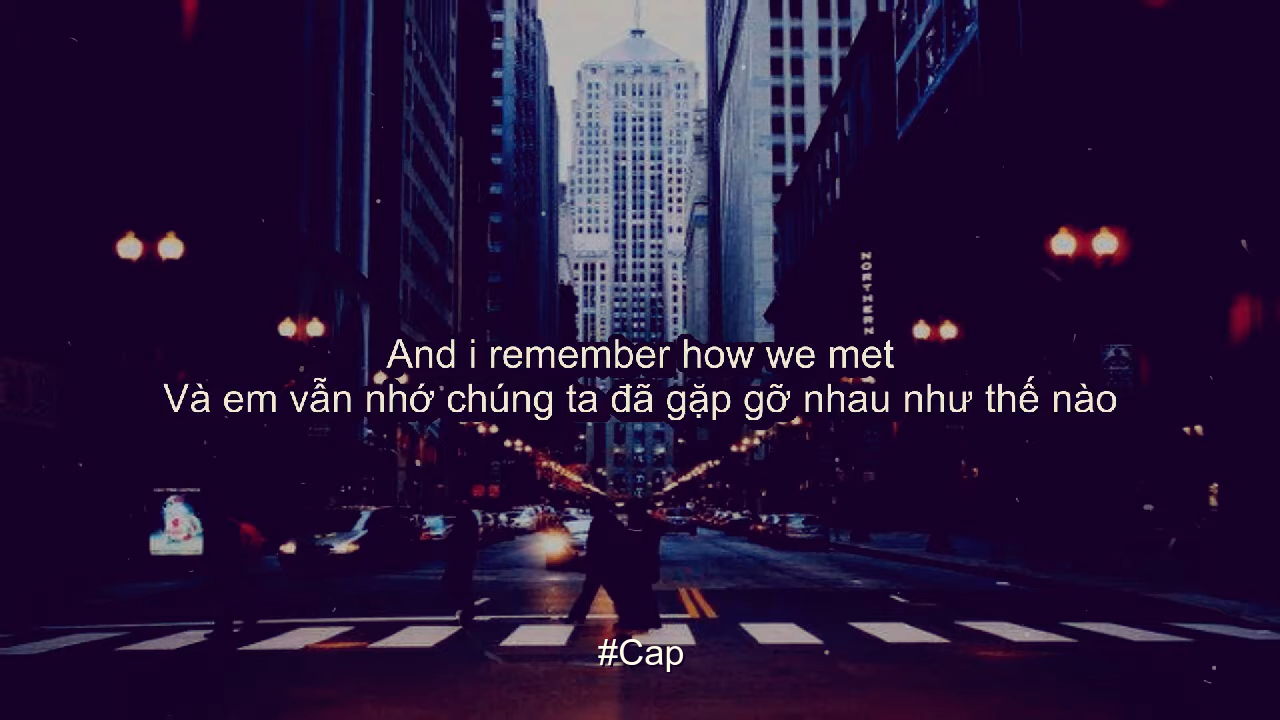 NORTHERN
And i remember how we met
Và em vẫn nhớ chúng ta đã gặp gỡ nhau như thế nào
#Cap